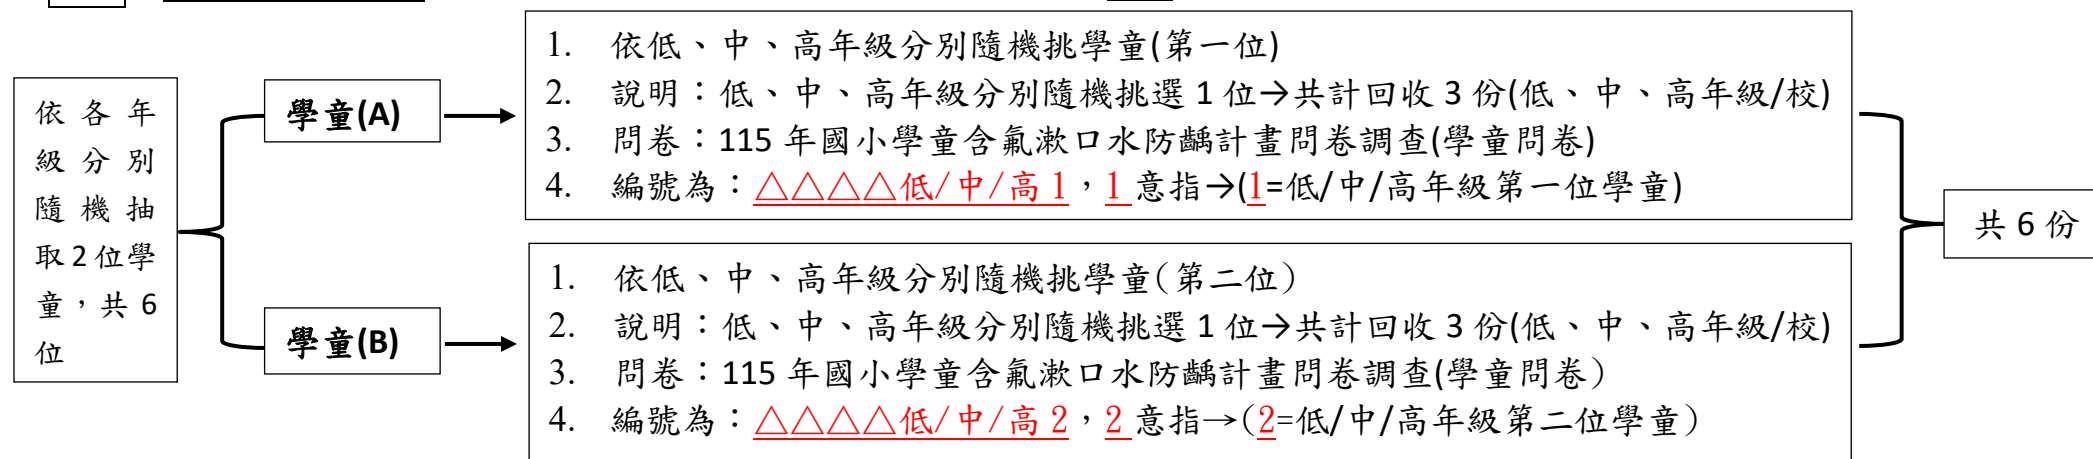 依各年
級分別
隨機抽
取2位學
童，共6
位
學童(A)
1. 依低、中、高年級分別隨機挑學童(第一位)
2. 說明：低、中、高年級分別隨機挑選1位→共計回收3份(低、中、高年級/校)
3. 問卷：115年國小學童含氟漱口水防齲計畫問卷調查(學童問卷)
4. 編號為：△△△△低/中/高1，1意指→(1=低/中/高年級第一位學童)
學童(B)
1. 依低、中、高年級分別隨機挑學童(第二位)
2. 說明：低、中、高年級分別隨機挑選1位→共計回收3份(低、中、高年級/校)
3. 問卷：115年國小學童含氟漱口水防齲計畫問卷調查(學童問卷)
4. 編號為：△△△△低/中/高2，2意指→(2=低/中/高年級第二位學童)
共6份